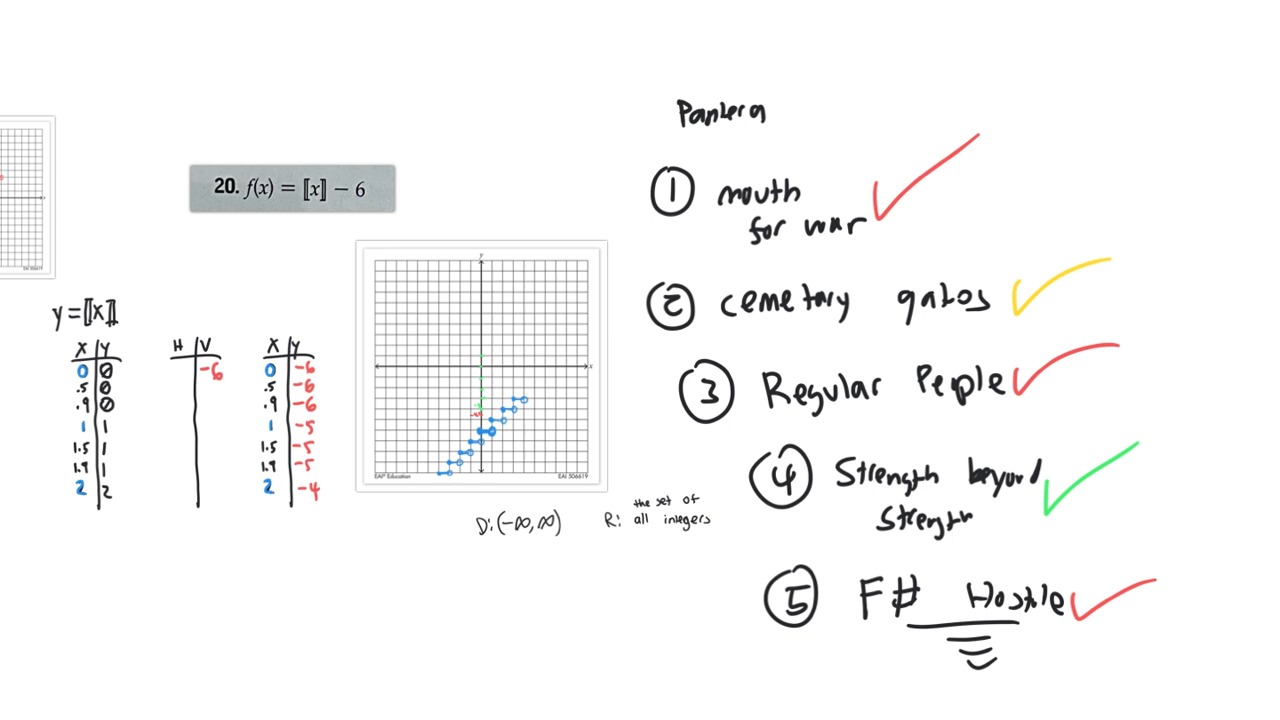 20. f(x) = ⟦x⟧ − 6
y = ⟦x⟧
X Y
0 0
.5 0
.9 0
1 1
1.5 1
1.9 1
2 2
H V
-6
X Y
0 -6
.5 -6
.9 -6
1 -5
1.5 -5
1.9 -5
2 -4
y
x
EAI® Education
EAI 506619
D: (-∞, ∞)
R: the set of
all integers
Pantera
1 mouth
for war
2 cemetary gatos
3 Regular Peple
4 Strength beyond
Strength
5 F# Hostle